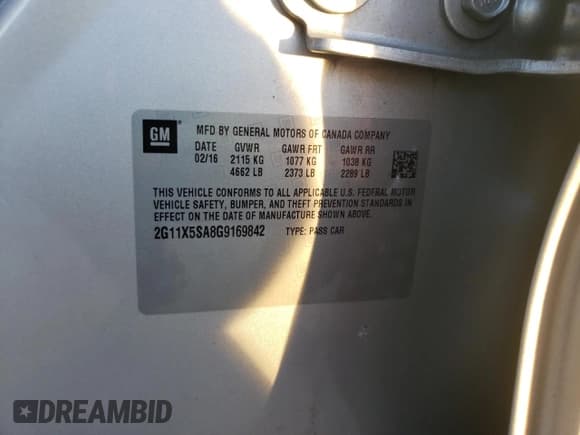 GM
MFD BY GENERAL MOTORS OF CANADA COMPANY
DATE GVWR GAWR FRT GAWR RR
02/16 2115 KG 1077 KG 1038 KG
4662 LB 2373 LB 2289 LB
THIS VEHICLE CONFORMS TO ALL APPLICABLE U.S. FEDERAL MOTOR
VEHICLE SAFETY, BUMPER, AND THEFT PREVENTION STANDARDS IN
EFFECT ON THE DATE OF MANUFACTURE SHOWN ABOVE.
2G11X5SA8G9169842 TYPE: PASS CAR
DREAMBID